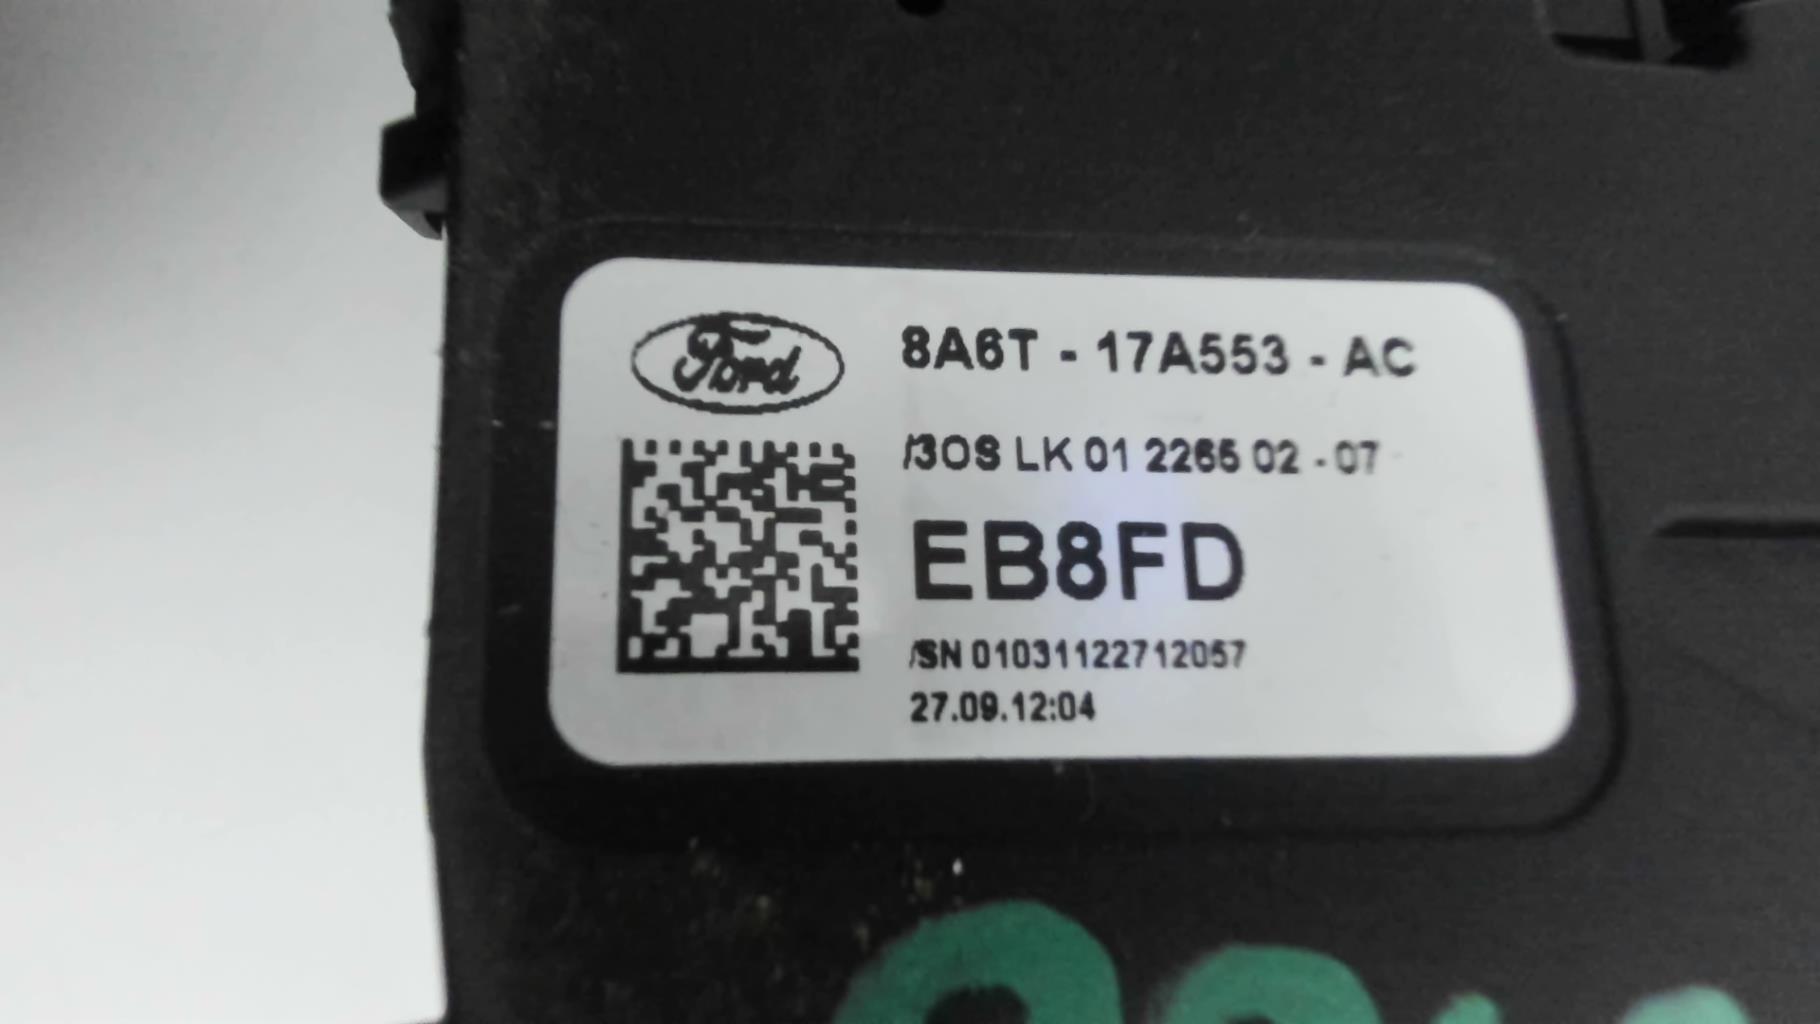 Ford
8A6T - 17A553 - AC
/3OS LK 01 2265 02 - 07
EB8FD
/SN 01031122712057
27.09.12:04